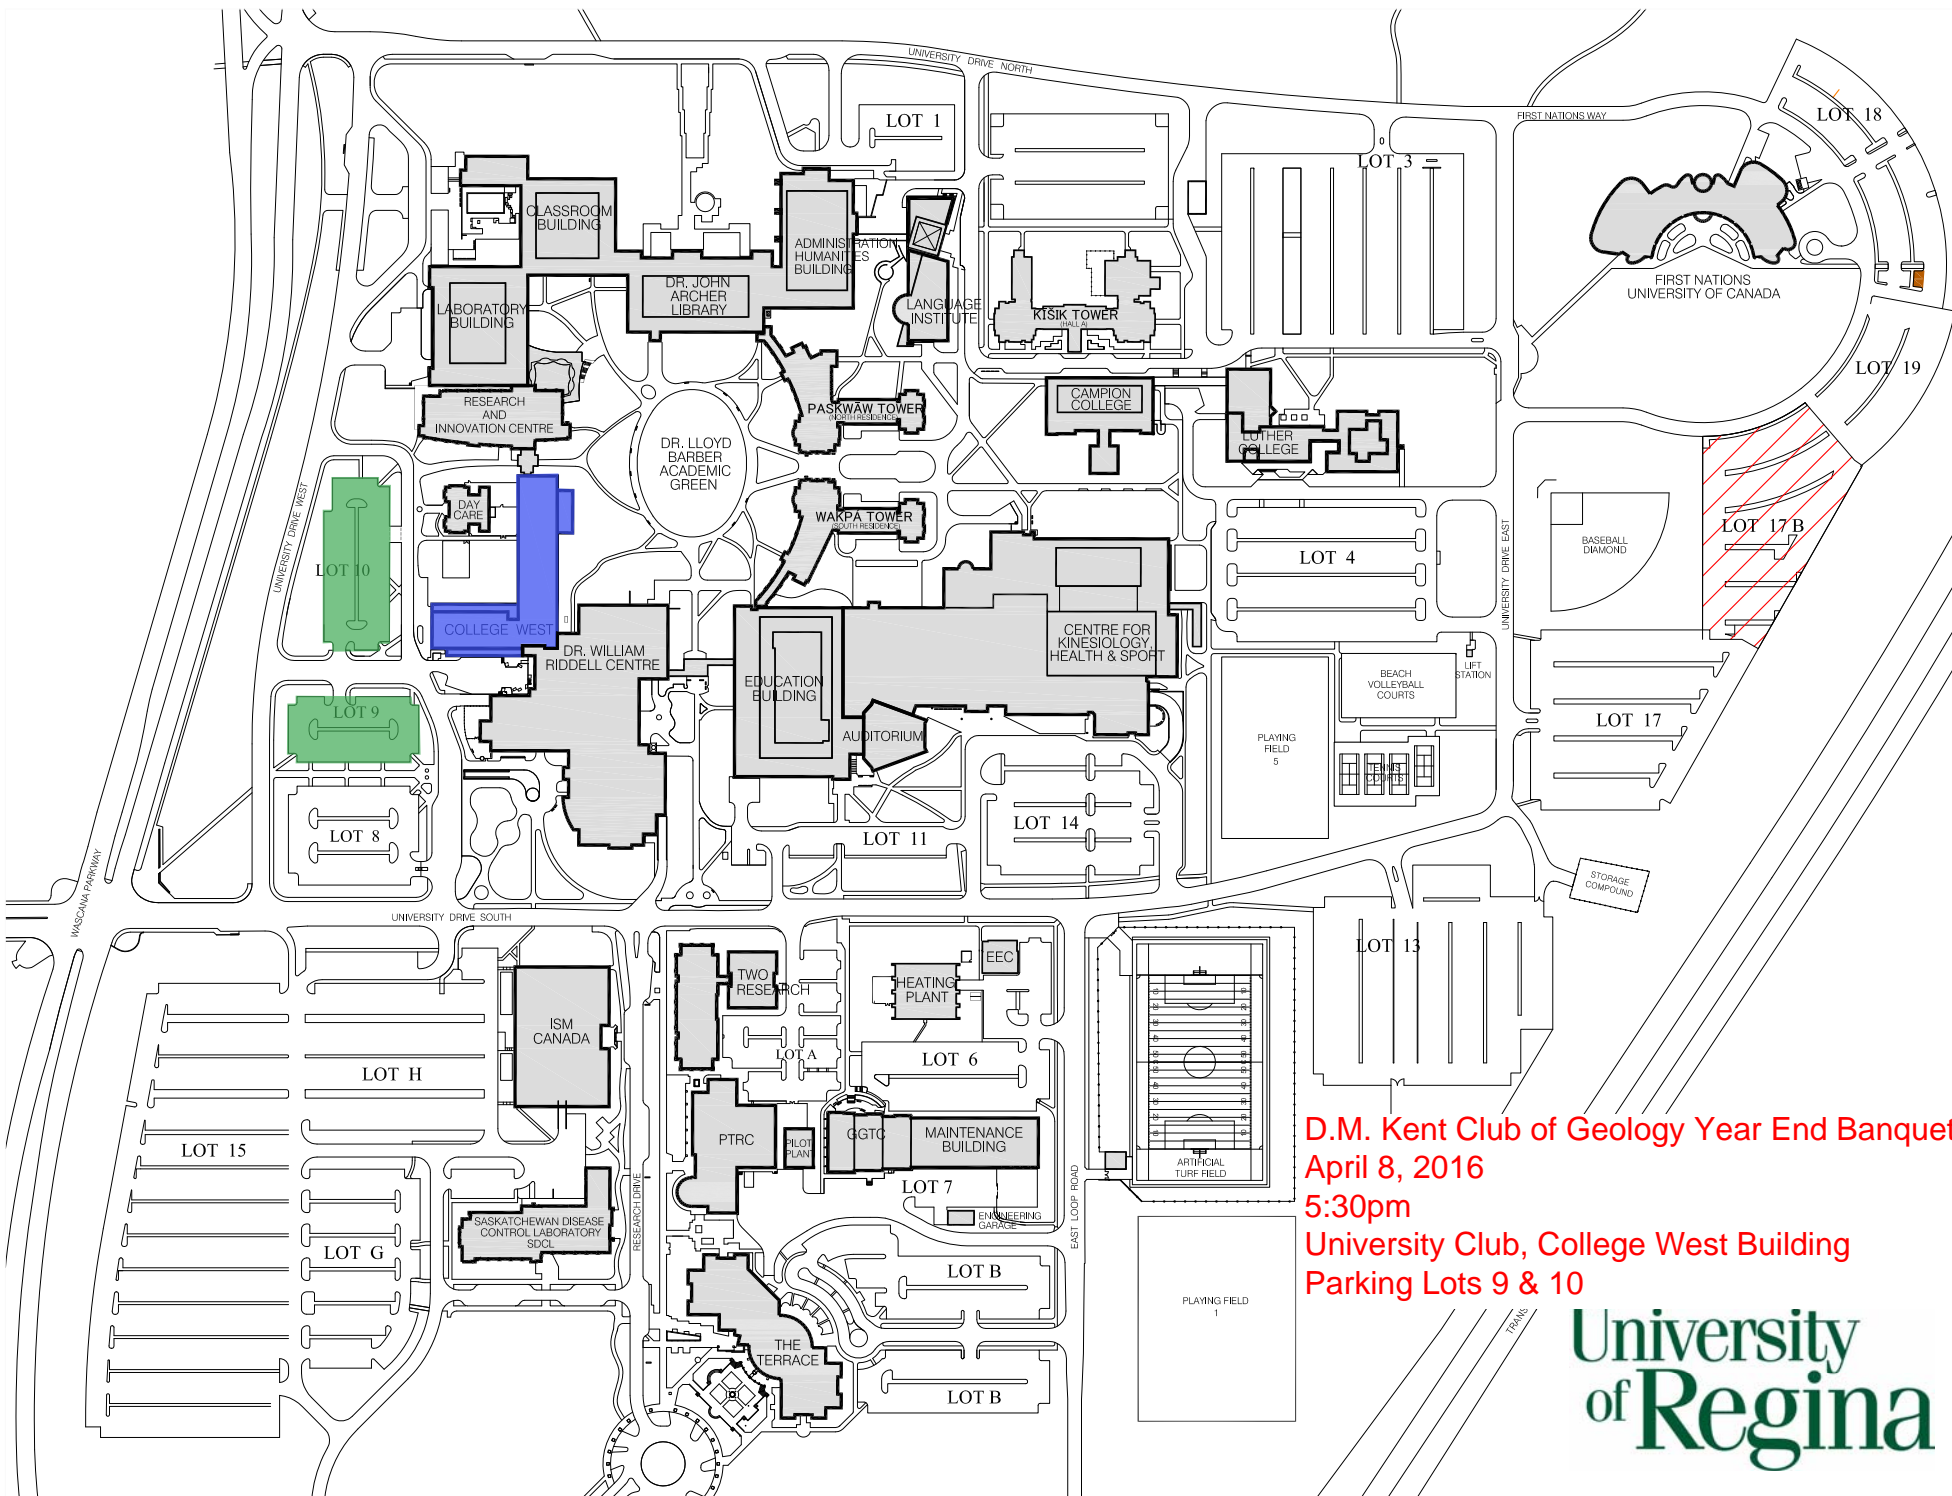 UNIVERSITY DRIVE NORTH
FIRST NATIONS WAY
LOT 18
LOT 1
LOT 3
CLASSROOM
BUILDING
ADMINISTRATION
HUMANITIES
BUILDING
DR. JOHN
ARCHER
LIBRARY
LABORATORY
BUILDING
LANGUAGE
INSTITUTE
KĪSIK TOWER
(HALL A)
FIRST NATIONS
UNIVERSITY OF CANADA
LOT 19
RESEARCH
AND
INNOVATION CENTRE
PASKWĀW TOWER
(NORTH RESIDENCE)
CAMPION
COLLEGE
LUTHER
COLLEGE
DR. LLOYD
BARBER
ACADEMIC
GREEN
UNIVERSITY DRIVE WEST
DAY
CARE
WAKPÁ TOWER
(SOUTH RESIDENCE)
LOT 10
LOT 4
UNIVERSITY DRIVE EAST
BASEBALL
DIAMOND
LOT 17 B
COLLEGE WEST
DR. WILLIAM
RIDDELL CENTRE
CENTRE FOR
KINESIOLOGY,
HEALTH & SPORT
EDUCATION
BUILDING
AUDITORIUM
LIFT
STATION
BEACH
VOLLEYBALL
COURTS
LOT 9
LOT 17
PLAYING
FIELD
5
TENNIS
COURTS
LOT 8
LOT 11
LOT 14
WASCANA PARKWAY
STORAGE
COMPOUND
UNIVERSITY DRIVE SOUTH
LOT 13
TWO
RESEARCH
HEATING
PLANT
EEC
ISM
CANADA
LOT A
LOT 6
LOT H
LOT 15
PTRC
PILOT
PLANT
GGTC
MAINTENANCE
BUILDING
ARTIFICIAL
TURF FIELD
LOT 7
ENGINEERING
GARAGE
EAST LOOP ROAD
RESEARCH DRIVE
SASKATCHEWAN DISEASE
CONTROL LABORATORY
SDCL
LOT G
LOT B
THE
TERRACE
LOT B
PLAYING FIELD
1
TRANS
D.M. Kent Club of Geology Year End Banquet
April 8, 2016
5:30pm
University Club, College West Building
Parking Lots 9 & 10
University
of Regina